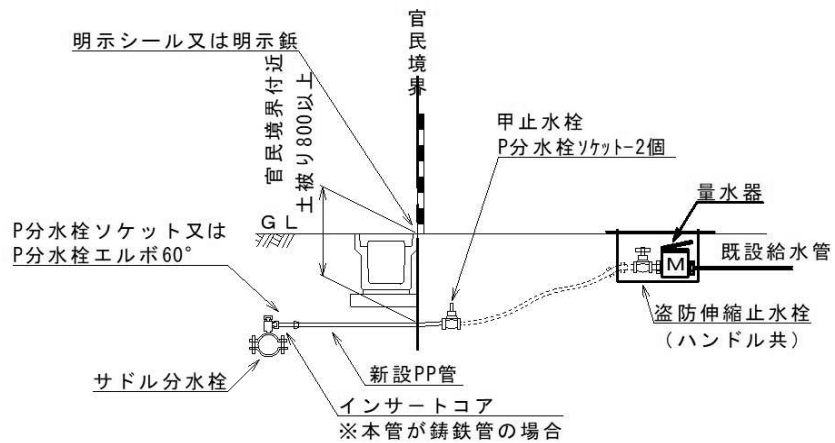 官民境界
明示シール又は明示鋲
官民境界付近
土被り800以上
甲止水栓
P分水栓ソケット-2個
量水器
GL
P分水栓ソケット又は
P分水栓エルボ60°
M
既設給水管
盗防伸縮止水栓
(ハンドル共)
サドル分水栓
新設PP管
インサートコア
※本管が鋳鉄管の場合